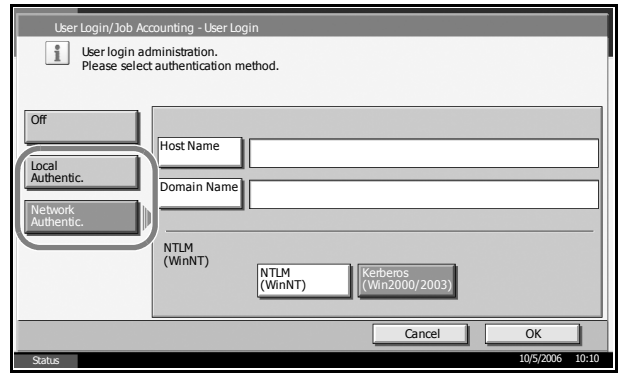 User Login/Job Accounting - User Login
User login administration.
Please select authentication method.
Off
Local
Authentic.
Network
Authentic.
Host Name
Domain Name
NTLM
(WinNT)
NTLM
(WinNT)
Kerberos
(Win2000/2003)
Cancel
OK
Status
10/5/2006 10:10